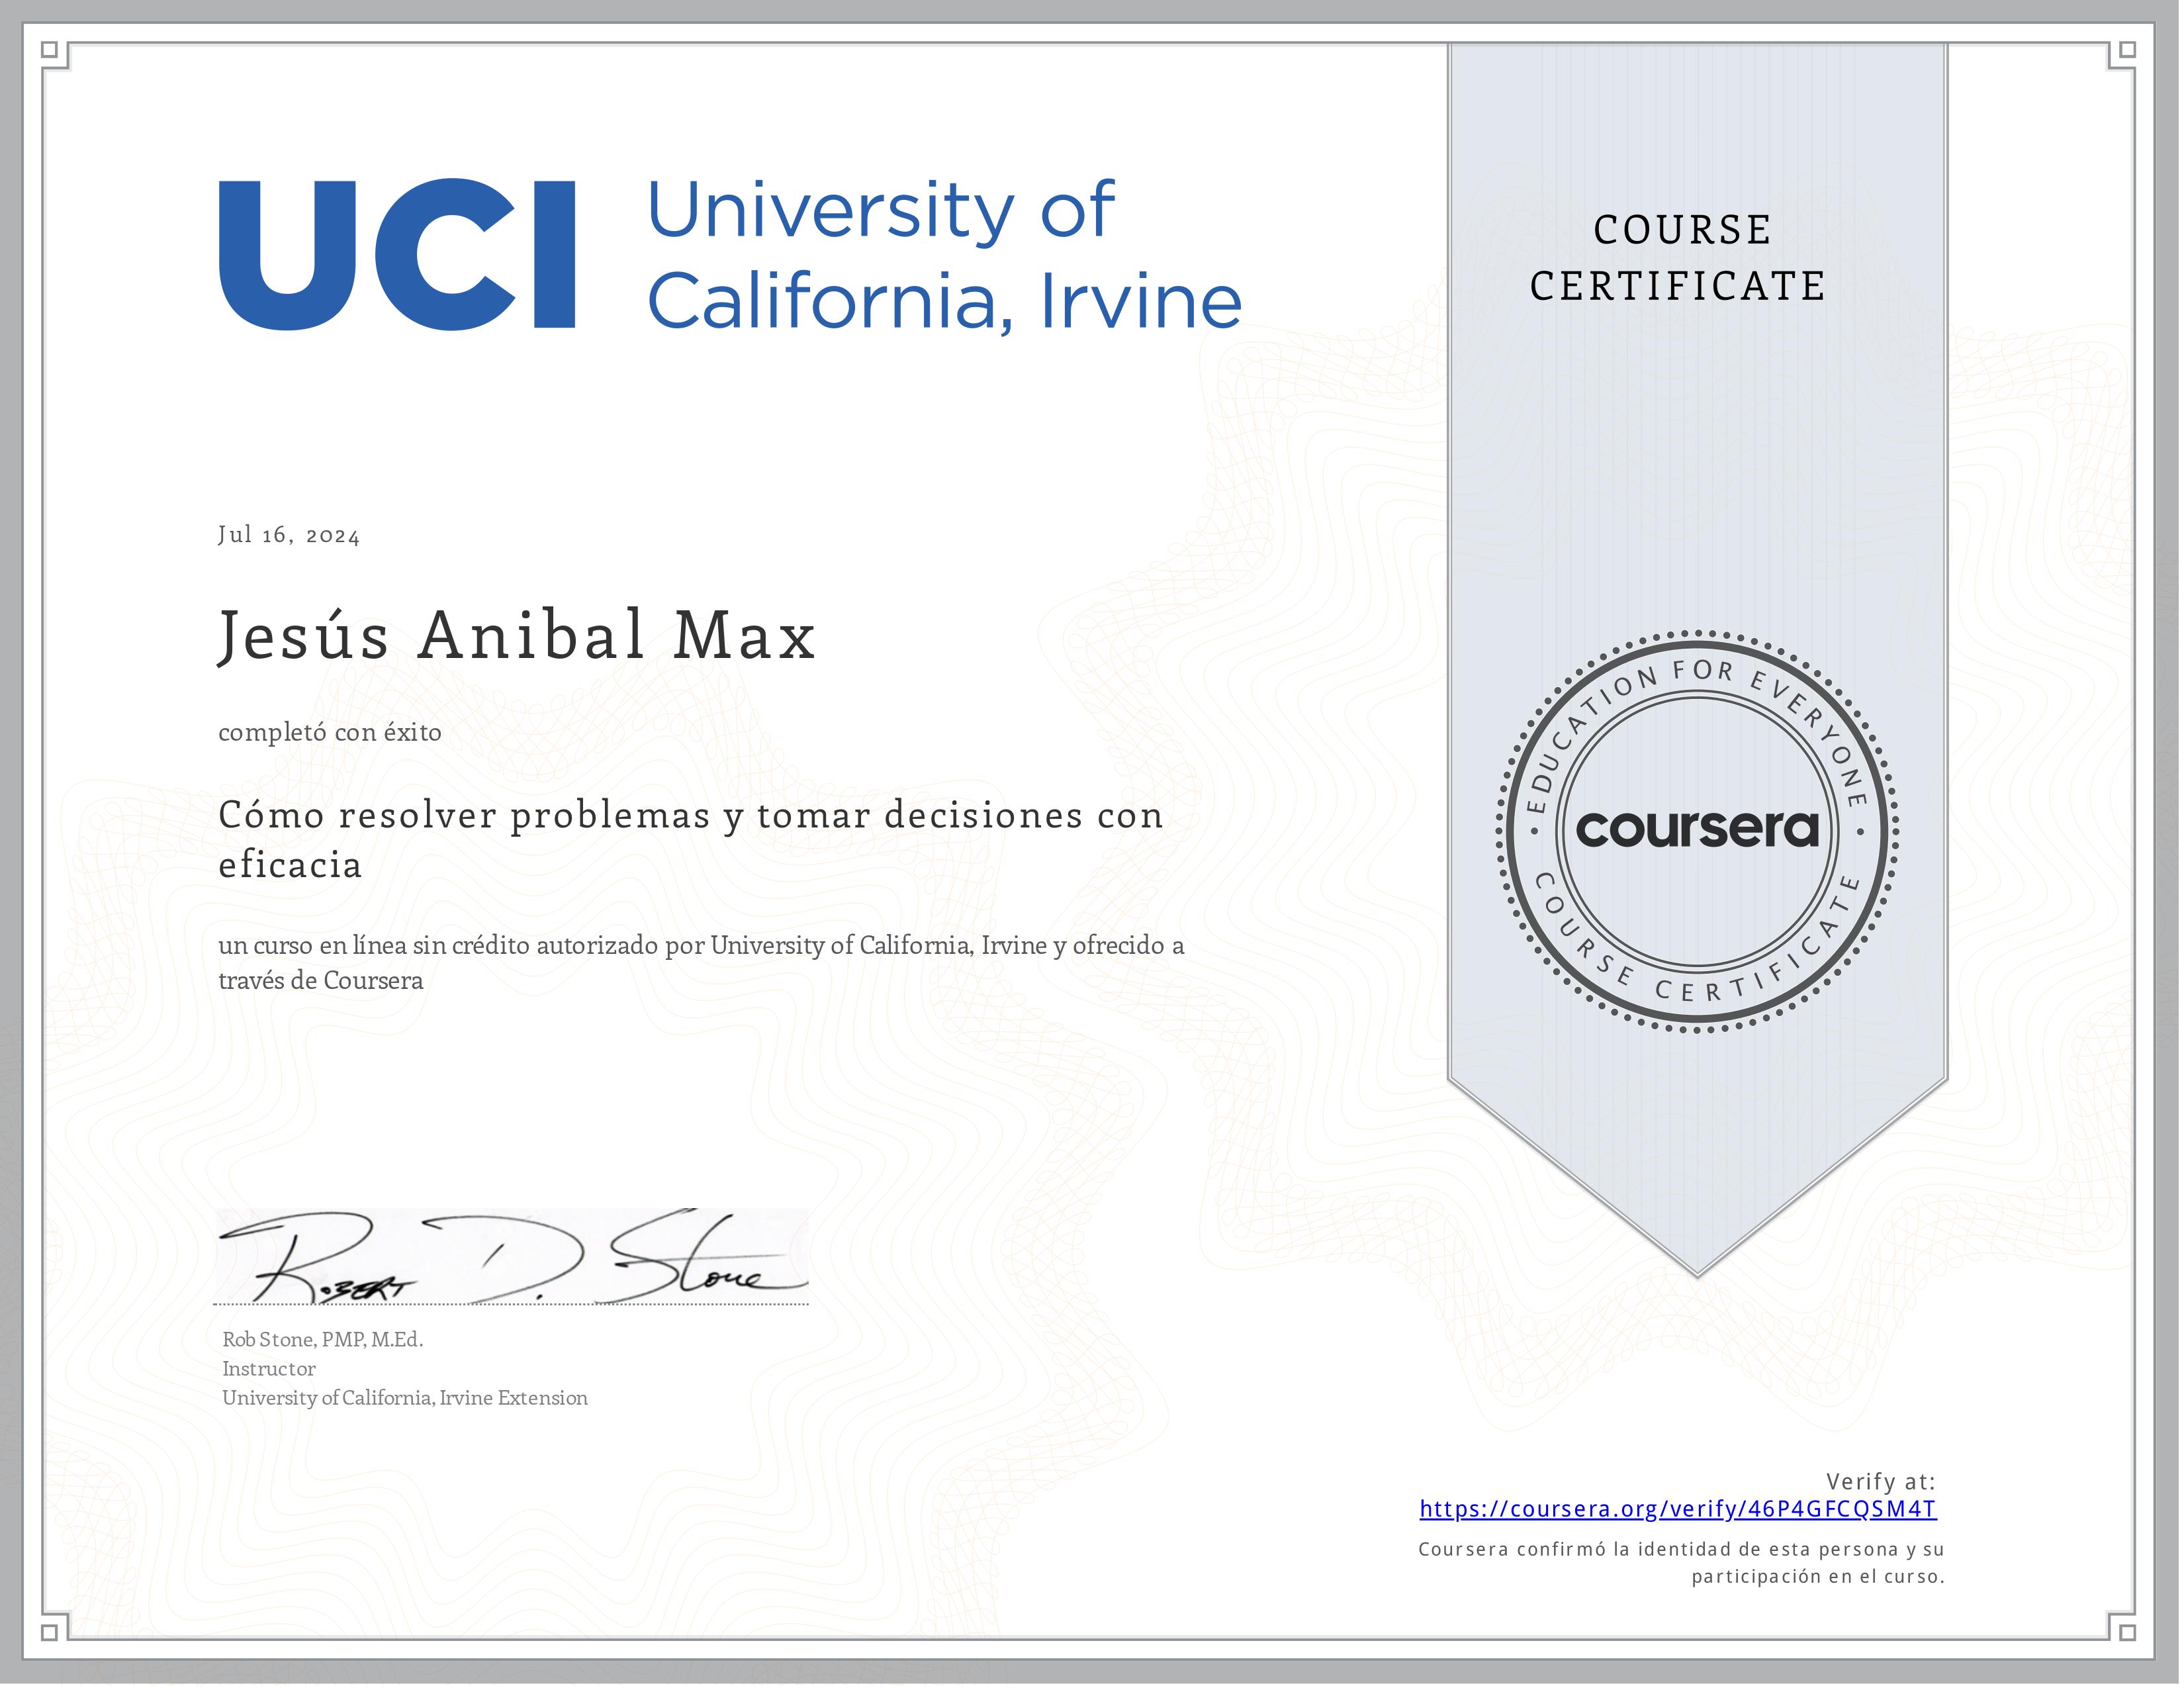 UCI University of
California, Irvine
COURSE
CERTIFICATE
Jul 16, 2024
Jesús Anibal Max
completó con éxito
Cómo resolver problemas y tomar decisiones con
eficacia
un curso en línea sin crédito autorizado por University of California, Irvine y ofrecido a
través de Coursera
EDUCATION FOR EVERYONE
coursera
COURSE CERTIFICATE
Robert D. Stone
Rob Stone, PMP, M.Ed.
Instructor
University of California, Irvine Extension
Verify at:
https://coursera.org/verify/46P4GFCQSM4T
Coursera confirmó la identidad de esta persona y su
participación en el curso.